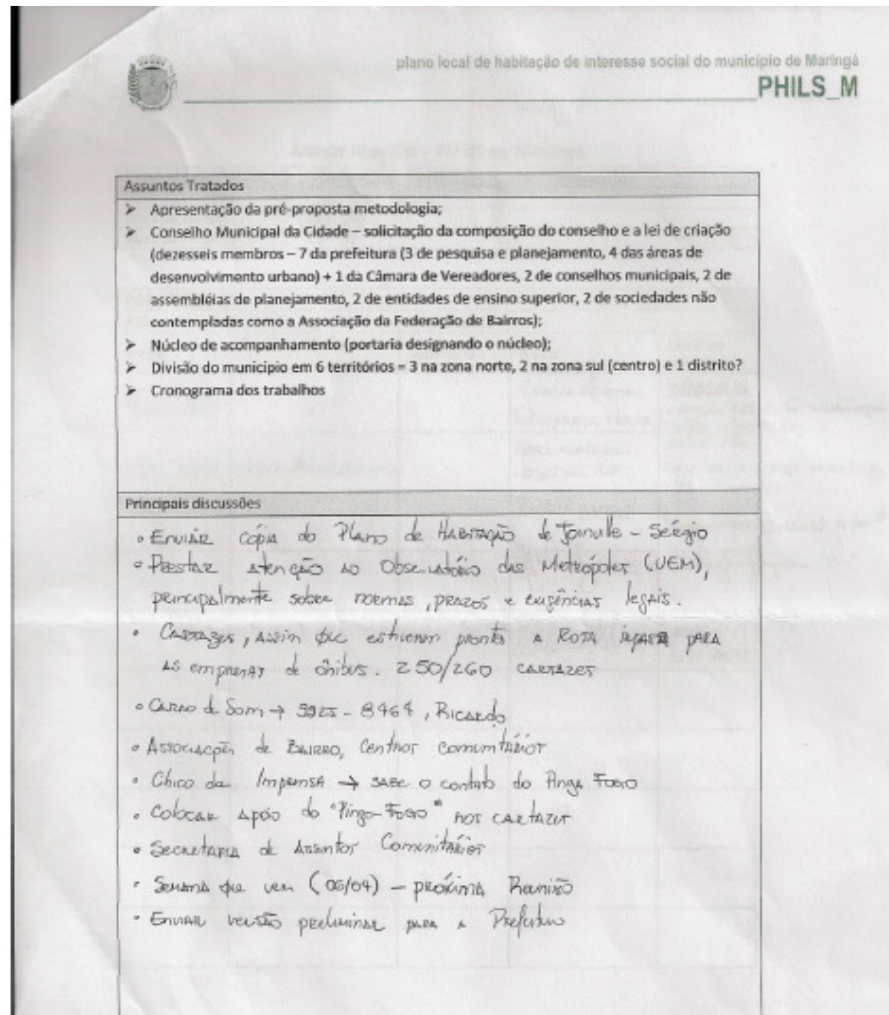 plano local de habitação de interesse social do município de Maringá
PHILS_M
Assuntos Tratados
➤ Apresentação da pré-proposta metodologia;
➤ Conselho Municipal da Cidade – solicitação da composição do conselho e a lei de criação
(dezesseis membros – 7 da prefeitura (3 de pesquisa e planejamento, 4 das áreas de
desenvolvimento urbano) + 1 da Câmara de Vereadores, 2 de conselhos municipais, 2 de
assembléias de planejamento, 2 de entidades de ensino superior, 2 de sociedades não
contempladas como a Associação da Federação de Bairros);
➤ Núcleo de acompanhamento (portaria designando o núcleo);
➤ Divisão do município em 6 territórios = 3 na zona norte, 2 na zona sul (centro) e 1 distrito?
➤ Cronograma dos trabalhos
Principais discussões
• Enviar cópia do Plano de Habitação de Joinville - Sérgio
• Prestar atenção ao Observatório das Metrópoles (UEM),
principalmente sobre normas, prazos e exigências legais.
• Cartazes, assim que estiverem prontos a Rota para
as empresas de ônibus. 250/260 cartazes
• Carro de Som → 9925-8464, Ricardo
• Associações de Bairro, Centros Comunitários
• Chico da Imprensa → sabe o contato do Pinga Fogo
• Colocar apoio do "Pinga-Fogo" nos cartazes
• Secretaria de Assuntos Comunitários
• Semana que vem (06/04) - próxima Reunião
• Enviar versão preliminar para a Prefeitura